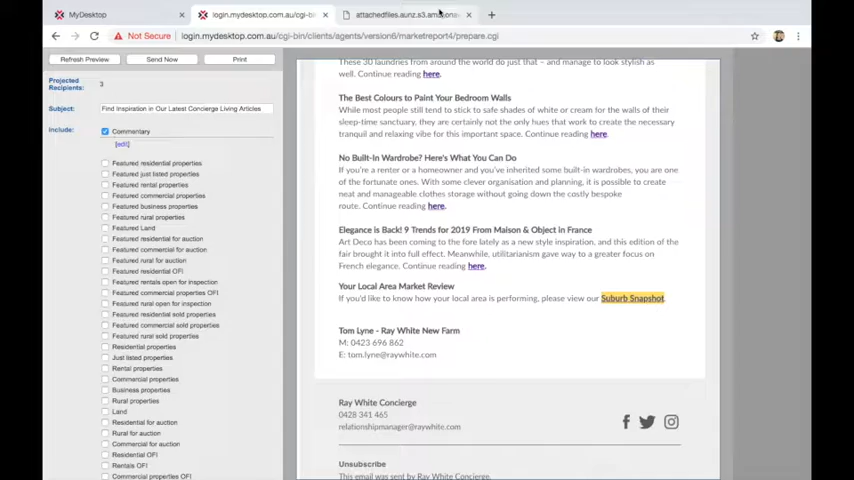 MyDesktop
login.mydesktop.com.au/cgi-bi
attachedfiles.aunz.s3.amazona
Not Secure
login.mydesktop.com.au/cgi-bin/clients/agents/version6/marketreport4/prepare.cgi
Refresh Preview
Send Now
Print
Projected
Recipients:
3
Subject:
Find Inspiration in Our Latest Concierge Living Articles
Include:
Commentary
[edit]
Featured residential properties
Featured just listed properties
Featured rental properties
Featured commercial properties
Featured business properties
Featured rural properties
Featured Land
Featured residential for auction
Featured commercial for auction
Featured rural for auction
Featured residential OFI
Featured rentals open for inspection
Featured commercial properties OFI
Featured rural open for inspection
Featured residential sold properties
Featured commercial sold properties
Featured rural sold properties
Residential properties
Just listed properties
Rental properties
Commercial properties
Business properties
Rural properties
Land
Residential for auction
Rural for auction
Commercial for auction
Residential OFI
Rentals OFI
Commercial properties OFI
These 30 laundries from around the world do just that – and manage to look stylish as
well. Continue reading here.
The Best Colours to Paint Your Bedroom Walls
While most people still tend to stick to safe shades of white or cream for the walls of their
sleep-time sanctuary, they are certainly not the only hues that work to create the necessary
tranquil and relaxing vibe for this important space. Continue reading here.
No Built-In Wardrobe? Here's What You Can Do
If you're a renter or a homeowner and you've inherited some built-in wardrobes, you are one
of the fortunate ones. With some clever organisation and planning, it is possible to create
neat and manageable clothes storage without going down the costly bespoke
route. Continue reading here.
Elegance is Back! 9 Trends for 2019 From Maison & Object in France
Art Deco has been coming to the fore lately as a new style inspiration, and this edition of the
fair brought it into full effect. Meanwhile, utilitarianism gave way to a greater focus on
French elegance. Continue reading here.
Your Local Area Market Review
If you'd like to know how your local area is performing, please view our Suburb Snapshot.
Tom Lyne - Ray White New Farm
M: 0423 696 862
E: tom.lyne@raywhite.com
Ray White Concierge
0428 341 465
relationshipmanager@raywhite.com
Unsubscribe
This email was sent by Ray White Concierge.